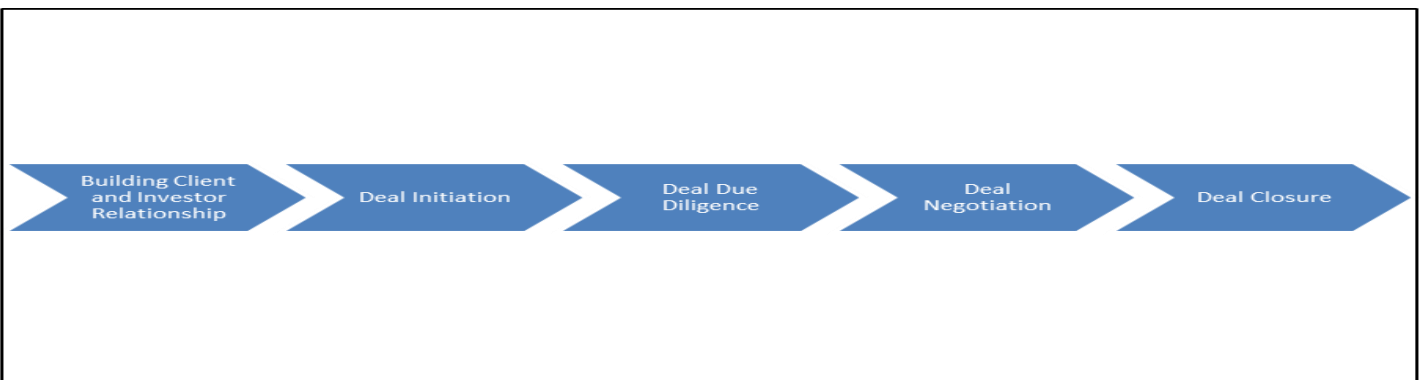 Building Client
and Investor
Relationship
Deal Initiation
Deal Due
Diligence
Deal
Negotiation
Deal Closure